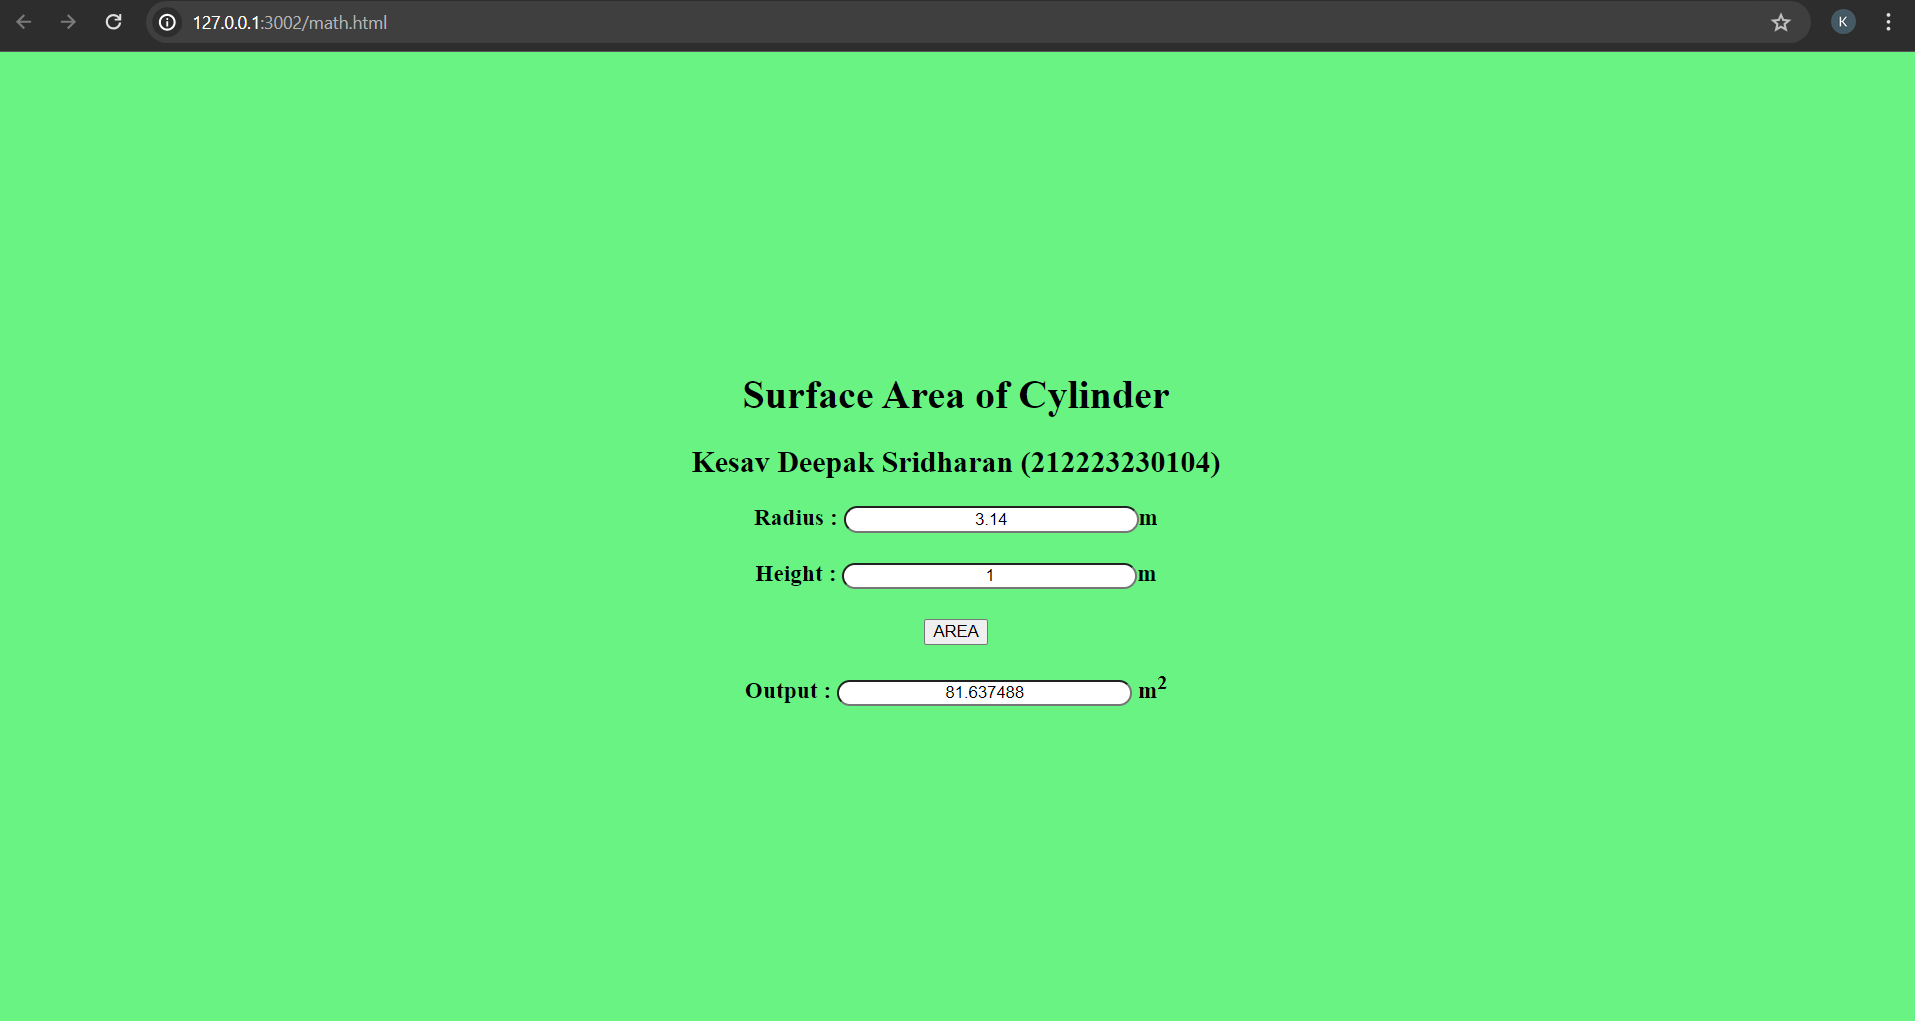 127.0.0.1:3002/math.html
K
Surface Area of Cylinder
Kesav Deepak Sridharan (212223230104)
Radius : 3.14 m
Height : 1 m
AREA
Output : 81.637488 m²